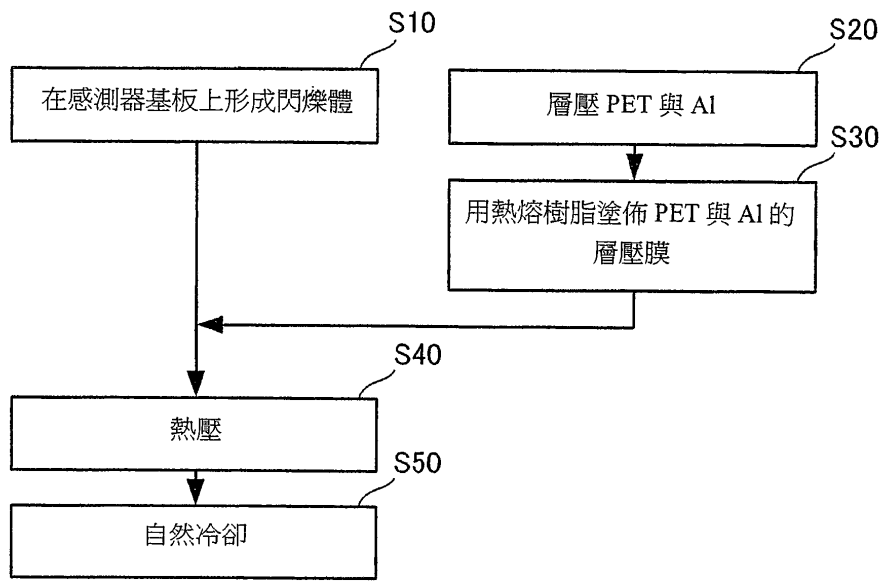 S10
在感測器基板上形成閃爍體
S20
層壓 PET 與 Al
S30
用熱熔樹脂塗佈 PET 與 Al 的
層壓膜
S40
熱壓
S50
自然冷卻